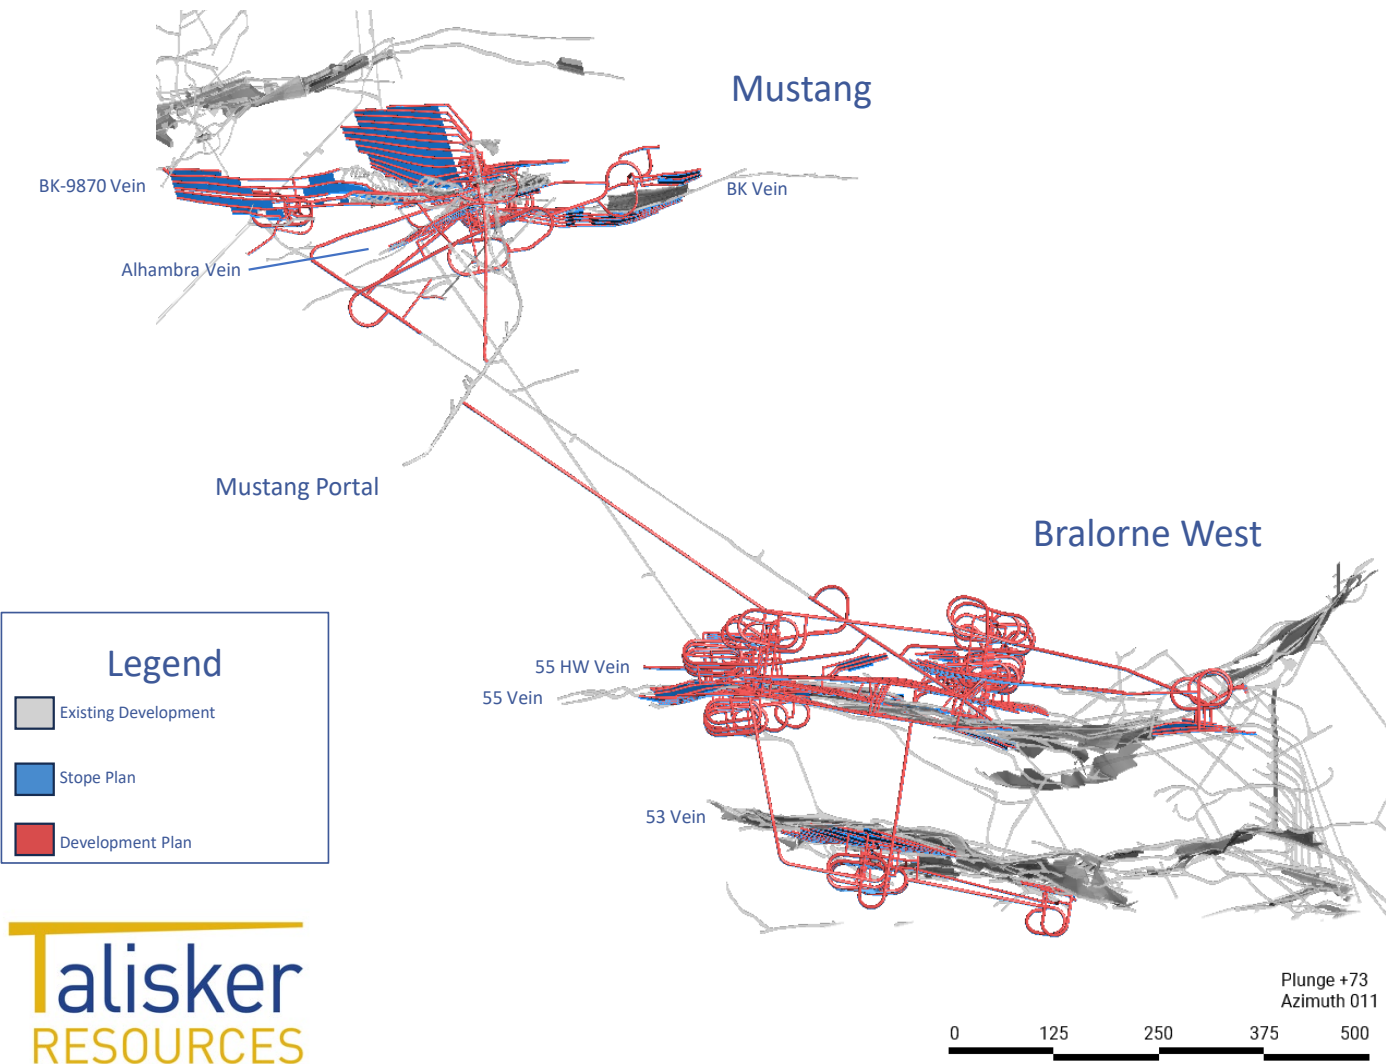 Mustang
BK-9870 Vein
BK Vein
Alhambra Vein
Mustang Portal
Bralorne West
55 HW Vein
55 Vein
53 Vein
Legend
Existing Development
Stope Plan
Development Plan
Talisker
RESOURCES
Plunge +73
Azimuth 011
0 125 250 375 500